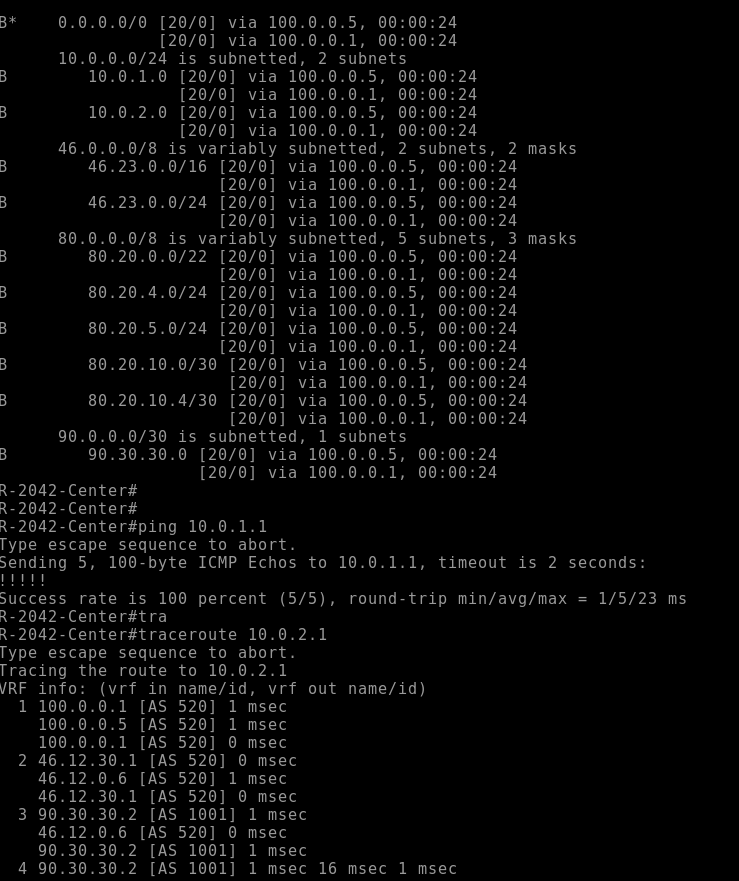 B*    0.0.0.0/0 [20/0] via 100.0.0.5, 00:00:24
                [20/0] via 100.0.0.1, 00:00:24
      10.0.0.0/24 is subnetted, 2 subnets
B        10.0.1.0 [20/0] via 100.0.0.5, 00:00:24
                  [20/0] via 100.0.0.1, 00:00:24
B        10.0.2.0 [20/0] via 100.0.0.5, 00:00:24
                  [20/0] via 100.0.0.1, 00:00:24
      46.0.0.0/8 is variably subnetted, 2 subnets, 2 masks
B        46.23.0.0/16 [20/0] via 100.0.0.5, 00:00:24
                      [20/0] via 100.0.0.1, 00:00:24
B        46.23.0.0/24 [20/0] via 100.0.0.5, 00:00:24
                      [20/0] via 100.0.0.1, 00:00:24
      80.0.0.0/8 is variably subnetted, 5 subnets, 3 masks
B        80.20.0.0/22 [20/0] via 100.0.0.5, 00:00:24
                      [20/0] via 100.0.0.1, 00:00:24
B        80.20.4.0/24 [20/0] via 100.0.0.5, 00:00:24
                      [20/0] via 100.0.0.1, 00:00:24
B        80.20.5.0/24 [20/0] via 100.0.0.5, 00:00:24
                      [20/0] via 100.0.0.1, 00:00:24
B        80.20.10.0/30 [20/0] via 100.0.0.5, 00:00:24
                       [20/0] via 100.0.0.1, 00:00:24
B        80.20.10.4/30 [20/0] via 100.0.0.5, 00:00:24
                       [20/0] via 100.0.0.1, 00:00:24
      90.0.0.0/30 is subnetted, 1 subnets
B        90.30.30.0 [20/0] via 100.0.0.5, 00:00:24
                    [20/0] via 100.0.0.1, 00:00:24
R-2042-Center#
R-2042-Center#
R-2042-Center#ping 10.0.1.1
Type escape sequence to abort.
Sending 5, 100-byte ICMP Echos to 10.0.1.1, timeout is 2 seconds:
!!!!!
Success rate is 100 percent (5/5), round-trip min/avg/max = 1/5/23 ms
R-2042-Center#tra
R-2042-Center#traceroute 10.0.2.1
Type escape sequence to abort.
Tracing the route to 10.0.2.1
VRF info: (vrf in name/id, vrf out name/id)
  1 100.0.0.1 [AS 520] 1 msec
    100.0.0.5 [AS 520] 1 msec
    100.0.0.1 [AS 520] 0 msec
  2 46.12.30.1 [AS 520] 0 msec
    46.12.0.6 [AS 520] 1 msec
    46.12.30.1 [AS 520] 0 msec
  3 90.30.30.2 [AS 1001] 1 msec
    46.12.0.6 [AS 520] 0 msec
    90.30.30.2 [AS 1001] 1 msec
  4 90.30.30.2 [AS 1001] 1 msec 16 msec 1 msec